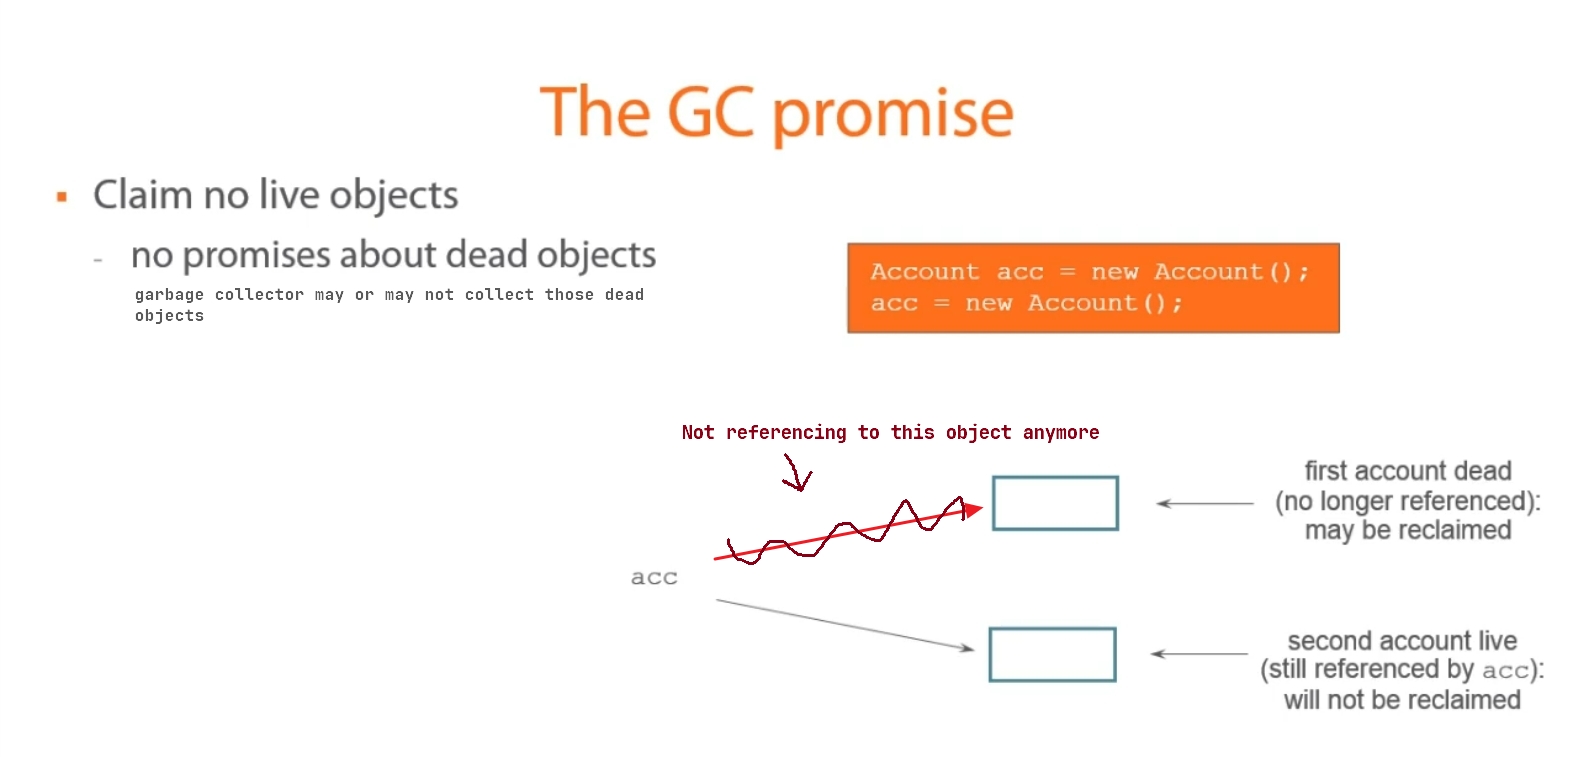 The GC promise
▪ Claim no live objects
- no promises about dead objects
garbage collector may or may not collect those dead
objects
Account acc = new Account();
acc = new Account();
Not referencing to this object anymore
first account dead
(no longer referenced):
may be reclaimed
acc
second account live
(still referenced by acc):
will not be reclaimed